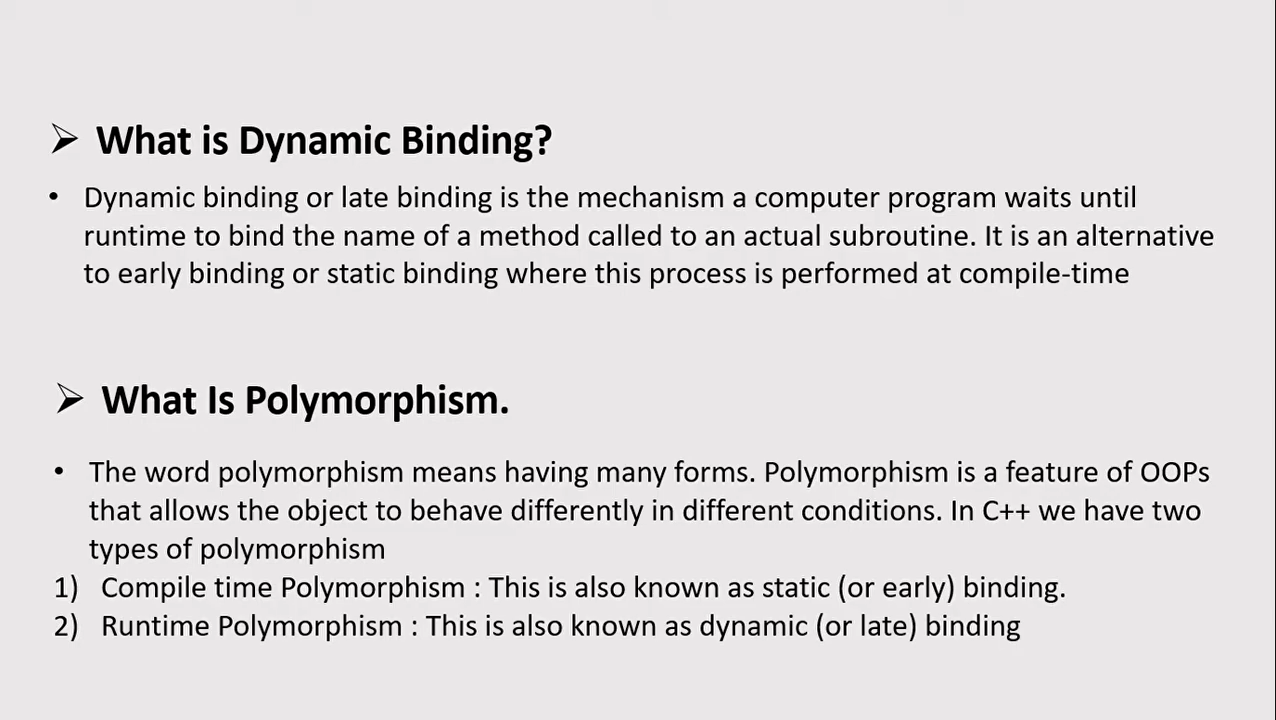 ➢ What is Dynamic Binding?
• Dynamic binding or late binding is the mechanism a computer program waits until
runtime to bind the name of a method called to an actual subroutine. It is an alternative
to early binding or static binding where this process is performed at compile-time
➢ What Is Polymorphism.
• The word polymorphism means having many forms. Polymorphism is a feature of OOPs
that allows the object to behave differently in different conditions. In C++ we have two
types of polymorphism
1) Compile time Polymorphism : This is also known as static (or early) binding.
2) Runtime Polymorphism : This is also known as dynamic (or late) binding